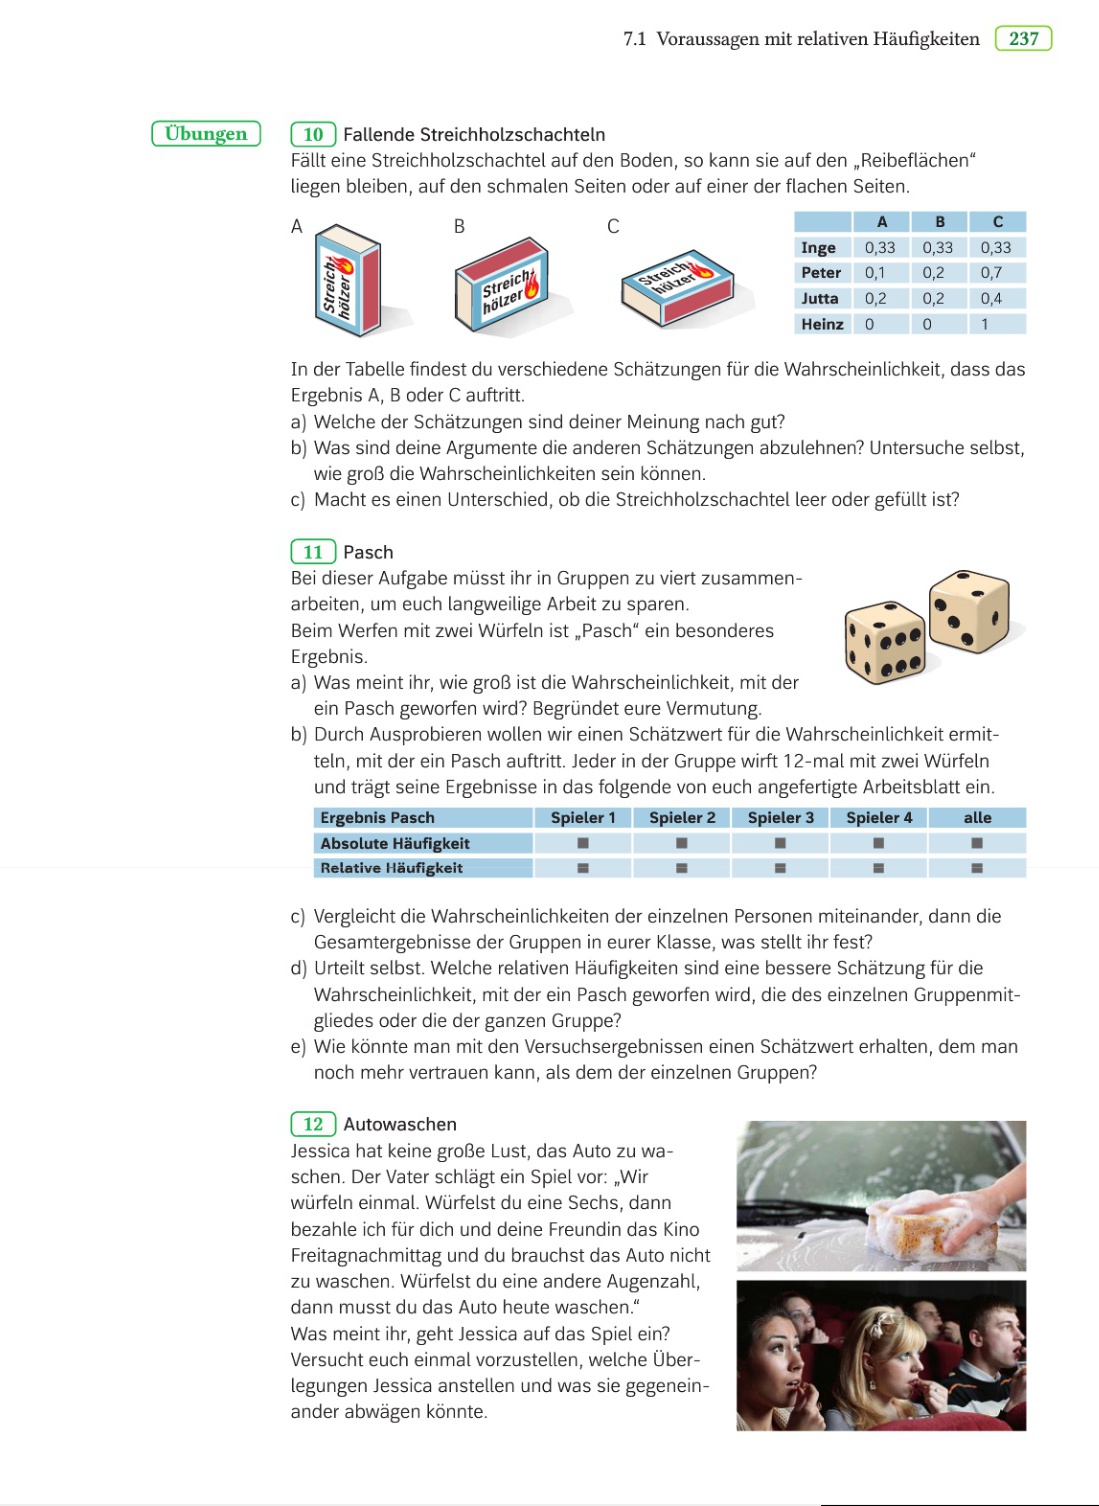 7.1 Voraussagen mit relativen Häufigkeiten 237
Übungen
10 Fallende Streichholzschachteln
Fällt eine Streichholzschachtel auf den Boden, so kann sie auf den „Reibeflächen“
liegen bleiben, auf den schmalen Seiten oder auf einer der flachen Seiten.
A B C
Streich-
hölzer
Streich-
hölzer
Streich-
hölzer
A B C
Inge 0,33 0,33 0,33
Peter 0,1 0,2 0,7
Jutta 0,2 0,2 0,4
Heinz 0 0 1
In der Tabelle findest du verschiedene Schätzungen für die Wahrscheinlichkeit, dass das
Ergebnis A, B oder C auftritt.
a) Welche der Schätzungen sind deiner Meinung nach gut?
b) Was sind deine Argumente die anderen Schätzungen abzulehnen? Untersuche selbst,
wie groß die Wahrscheinlichkeiten sein können.
c) Macht es einen Unterschied, ob die Streichholzschachtel leer oder gefüllt ist?
11 Pasch
Bei dieser Aufgabe müsst ihr in Gruppen zu viert zusammen-
arbeiten, um euch langweilige Arbeit zu sparen.
Beim Werfen mit zwei Würfeln ist „Pasch“ ein besonderes
Ergebnis.
a) Was meint ihr, wie groß ist die Wahrscheinlichkeit, mit der
ein Pasch geworfen wird? Begründet eure Vermutung.
b) Durch Ausprobieren wollen wir einen Schätzwert für die Wahrscheinlichkeit ermit-
teln, mit der ein Pasch auftritt. Jeder in der Gruppe wirft 12-mal mit zwei Würfeln
und trägt seine Ergebnisse in das folgende von euch angefertigte Arbeitsblatt ein.
Ergebnis Pasch Spieler 1 Spieler 2 Spieler 3 Spieler 4 alle
Absolute Häufigkeit ■ ■ ■ ■ ■
Relative Häufigkeit ■ ■ ■ ■ ■
c) Vergleicht die Wahrscheinlichkeiten der einzelnen Personen miteinander, dann die
Gesamtergebnisse der Gruppen in eurer Klasse, was stellt ihr fest?
d) Urteilt selbst. Welche relativen Häufigkeiten sind eine bessere Schätzung für die
Wahrscheinlichkeit, mit der ein Pasch geworfen wird, die des einzelnen Gruppenmit-
gliedes oder die der ganzen Gruppe?
e) Wie könnte man mit den Versuchsergebnissen einen Schätzwert erhalten, dem man
noch mehr vertrauen kann, als dem der einzelnen Gruppen?
12 Autowaschen
Jessica hat keine große Lust, das Auto zu wa-
schen. Der Vater schlägt ein Spiel vor: „Wir
würfeln einmal. Würfelst du eine Sechs, dann
bezahle ich für dich und deine Freundin das Kino
Freitagnachmittag und du brauchst das Auto nicht
zu waschen. Würfelst du eine andere Augenzahl,
dann musst du das Auto heute waschen.“
Was meint ihr, geht Jessica auf das Spiel ein?
Versucht euch einmal vorzustellen, welche Über-
legungen Jessica anstellen und was sie gegenein-
ander abwägen könnte.